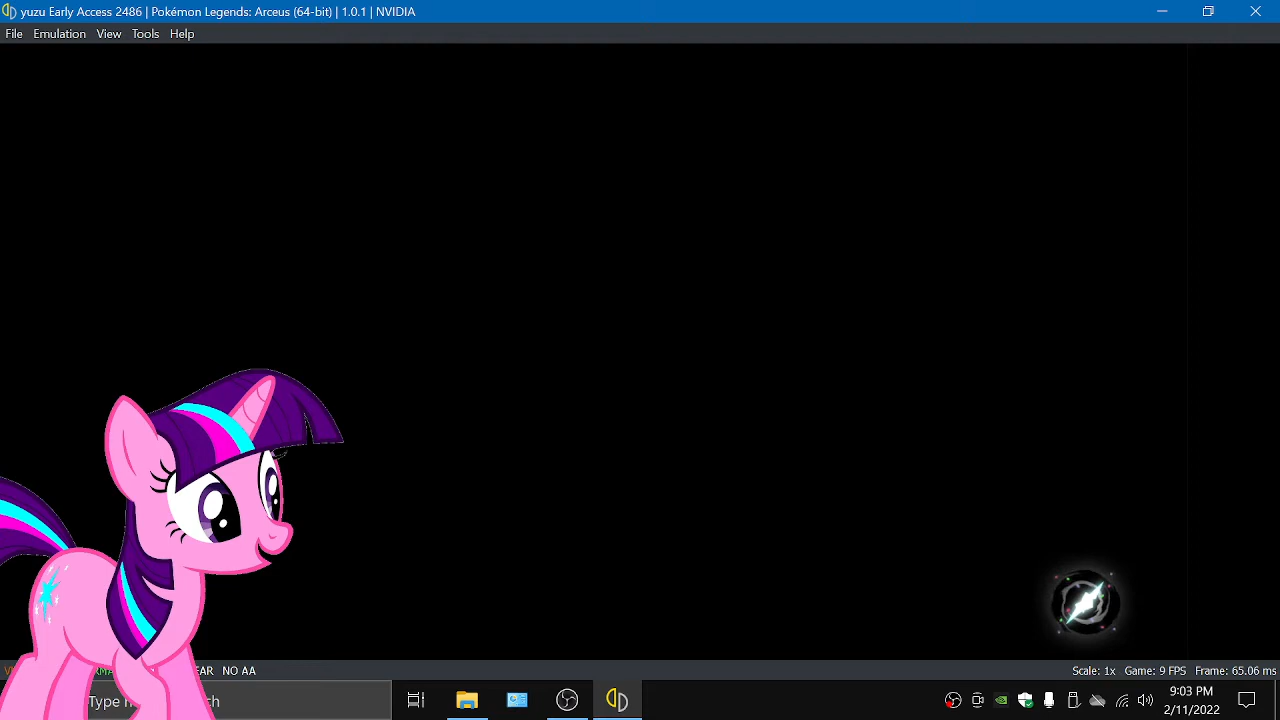 yuzu Early Access 2486 | Pokémon Legends: Arceus (64-bit) | 1.0.1 | NVIDIA
File Emulation View Tools Help
NO AA
Scale: 1x Game: 9 FPS Frame: 65.06 ms
Type
9:03 PM
2/11/2022